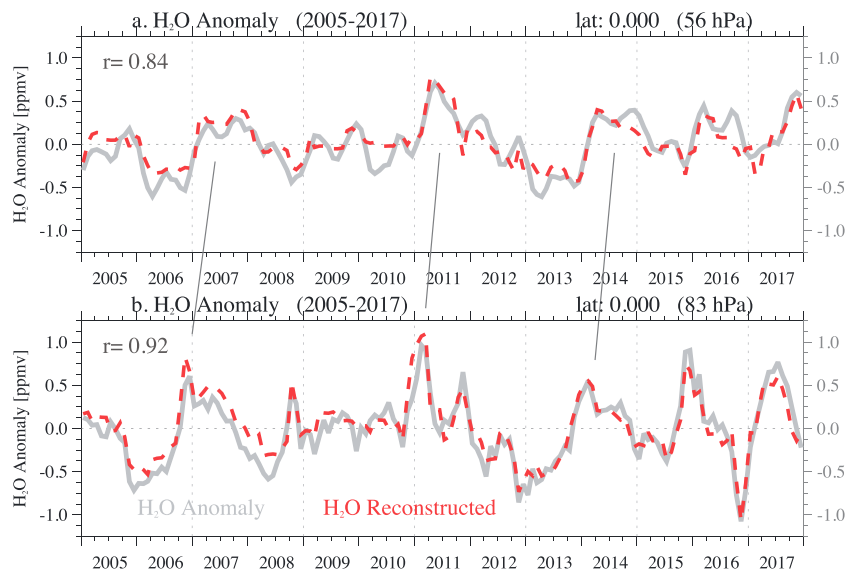 a. H₂O Anomaly (2005-2017) lat: 0.000 (56 hPa)
r= 0.84
H₂O Anomaly [ppmv]
1.0 1.0
0.5 0.5
0.0 0.0
-0.5 -0.5
-1.0 -1.0
2005 2006 2007 2008 2009 2010 2011 2012 2013 2014 2015 2016 2017
b. H₂O Anomaly (2005-2017) lat: 0.000 (83 hPa)
r= 0.92
H₂O Anomaly [ppmv]
1.0 1.0
0.5 0.5
0.0 0.0
-0.5 -0.5
-1.0 -1.0
H₂O Anomaly H₂O Reconstructed
2005 2006 2007 2008 2009 2010 2011 2012 2013 2014 2015 2016 2017